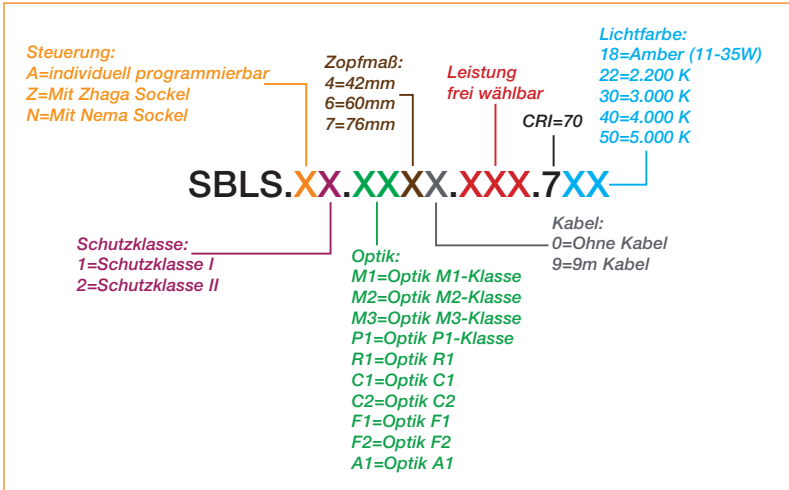 Steuerung:
A=individuell programmierbar
Z=Mit Zhaga Sockel
N=Mit Nema Sockel
Zopfmaß:
4=42mm
6=60mm
7=76mm
Leistung
frei wählbar
CRI=70
Lichtfarbe:
18=Amber (11-35W)
22=2.200 K
30=3.000 K
40=4.000 K
50=5.000 K
SBLS.XX.XXXX.XXX.7XX
Schutzklasse:
1=Schutzklasse I
2=Schutzklasse II
Optik:
M1=Optik M1-Klasse
M2=Optik M2-Klasse
M3=Optik M3-Klasse
P1=Optik P1-Klasse
R1=Optik R1
C1=Optik C1
C2=Optik C2
F1=Optik F1
F2=Optik F2
A1=Optik A1
Kabel:
0=Ohne Kabel
9=9m Kabel